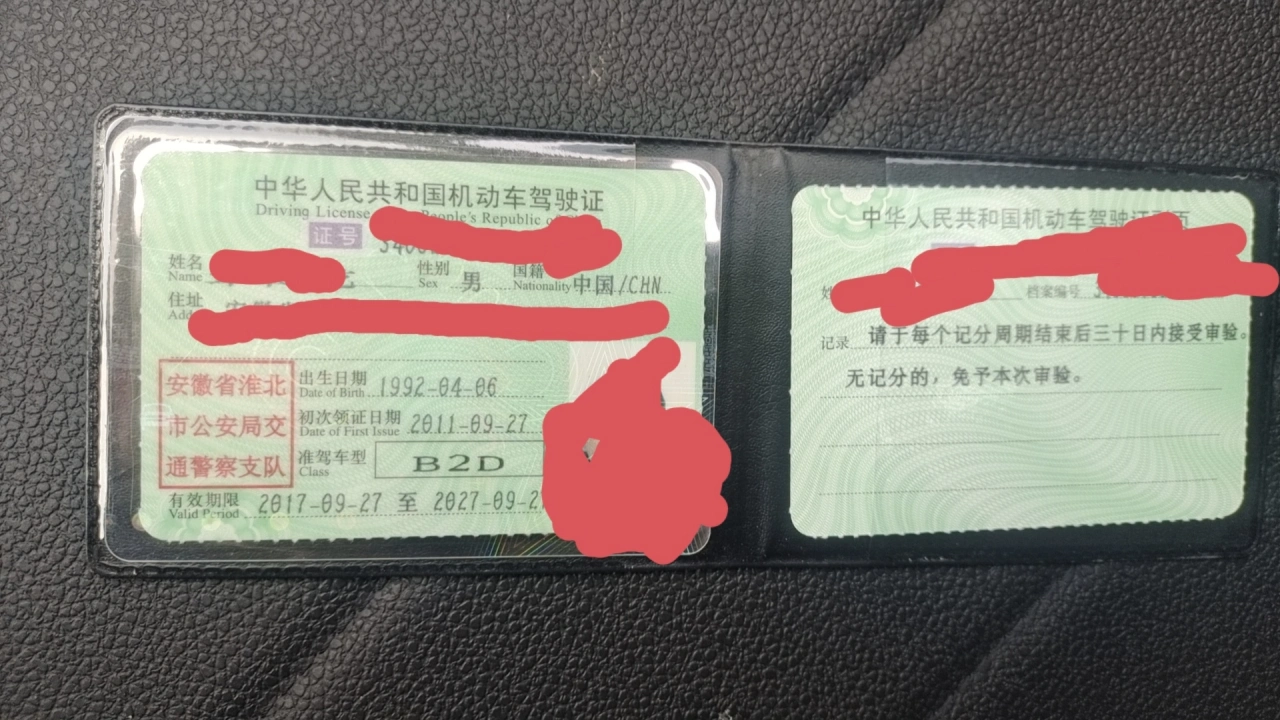 中华人民共和国机动车驾驶证
Driving License People's Republic
证号
姓名 性别 男 国籍 中国/CHN
Name Sex Nationality
住址
出生日期 1992-04-06
Date of Birth
初次领证日期 2011-09-27
Date of First Issue
准驾车型 B2D
Class
有效期限 2017-09-27 至 2027-09-2
Valid Period
安徽省淮北
市公安局交
通警察支队
中华人民共和国机动车驾驶证
档案编号
记录 请于每个记分周期结束后三十日内接受审验。
无记分的，免予本次审验。